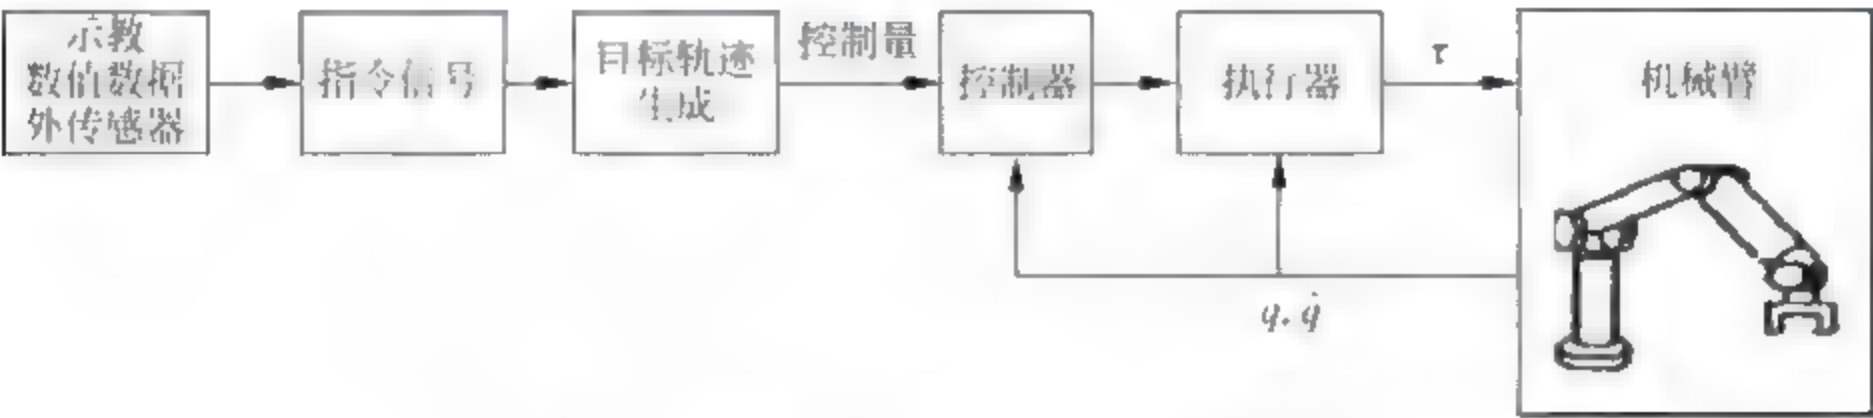 示教
数值数据
外传感器
指令信号
目标轨迹
生成
控制量
控制器
执行器
τ
机械臂
q, q̇